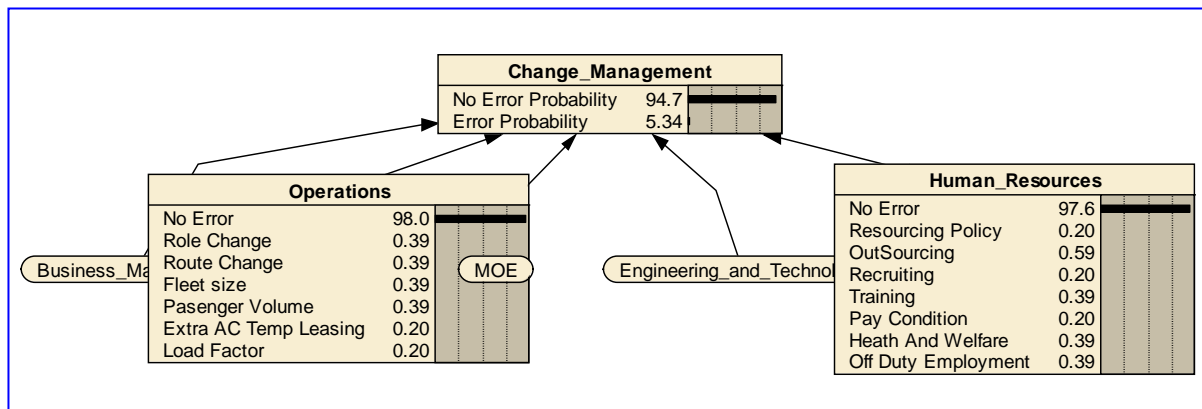 Change_Management
No Error Probability 94.7
Error Probability 5.34
Operations
No Error 98.0
Role Change 0.39
Route Change 0.39
Fleet size 0.39
Pasenger Volume 0.39
Extra AC Temp Leasing 0.20
Load Factor 0.20
Business_Ma
MOE
Engineering_and_Technol
Human_Resources
No Error 97.6
Resourcing Policy 0.20
OutSourcing 0.59
Recruiting 0.20
Training 0.39
Pay Condition 0.20
Heath And Welfare 0.39
Off Duty Employment 0.39